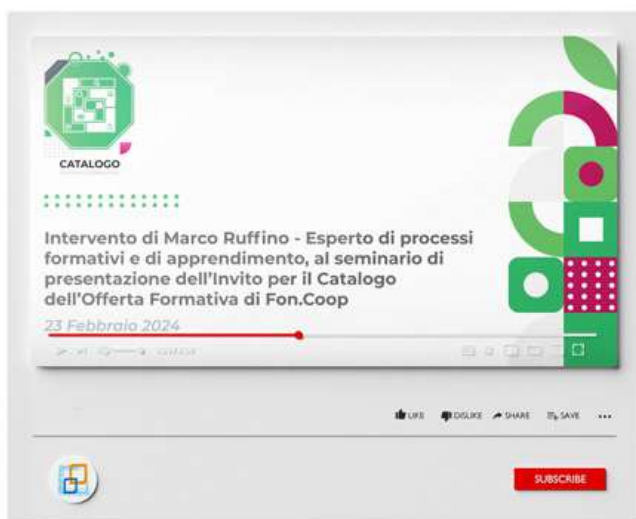 CATALOGO
Intervento di Marco Ruffino - Esperto di processi
formativi e di apprendimento, al seminario di
presentazione dell’Invito per il Catalogo
dell’Offerta Formativa di Fon.Coop
23 Febbraio 2024
LIKE DISLIKE SHARE SAVE
SUBSCRIBE